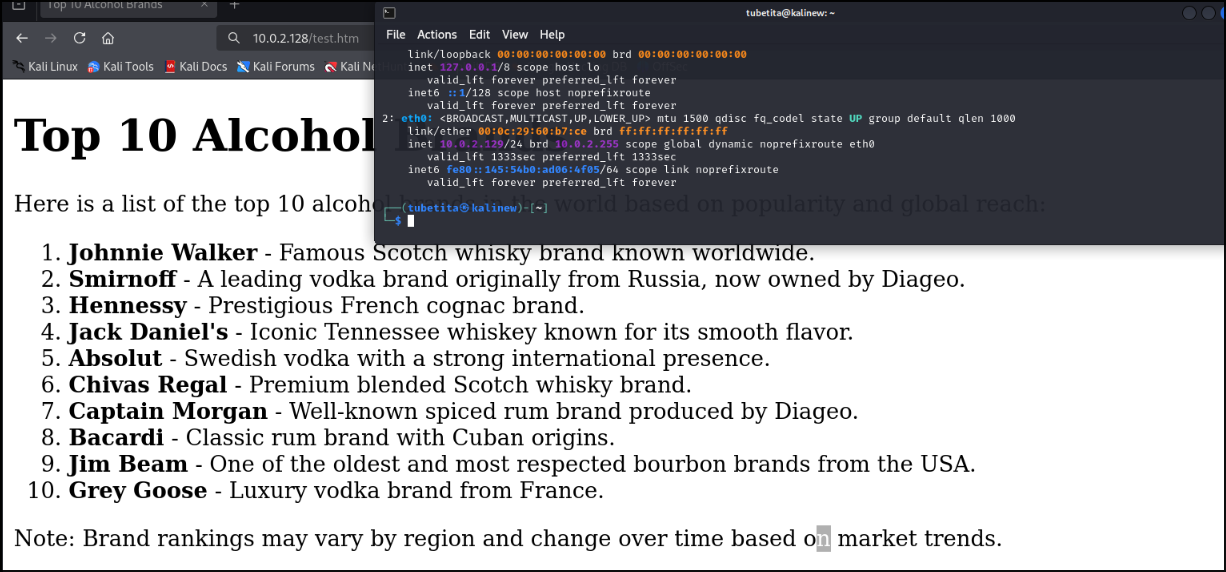 Top 10 Alcohol Brands
10.0.2.128/test.htm
Kali Linux Kali Tools Kali Docs Kali Forums Kali
tubetita@kalinew: ~
File Actions Edit View Help
link/loopback 00:00:00:00:00:00 brd 00:00:00:00:00:00
inet 127.0.0.1/8 scope host lo
valid_lft forever preferred_lft forever
inet6 ::1/128 scope host noprefixroute
valid_lft forever preferred_lft forever
2: eth0: <BROADCAST,MULTICAST,UP,LOWER_UP> mtu 1500 qdisc fq_codel state UP group default qlen 1000
link/ether 00:0c:29:60:b7:ce brd ff:ff:ff:ff:ff:ff
inet 10.0.2.129/24 brd 10.0.2.255 scope global dynamic noprefixroute eth0
valid_lft 1333sec preferred_lft 1333sec
inet6 fe80::145:54b0:ad06:4f05/64 scope link noprefixroute
valid_lft forever preferred_lft forever
(tubetita㉿kalinew)-[~]
$
Top 10 Alcohol
Here is a list of the top 10 alcohol brands in the world based on popularity and global reach:
1. Johnnie Walker - Famous Scotch whisky brand known worldwide.
2. Smirnoff - A leading vodka brand originally from Russia, now owned by Diageo.
3. Hennessy - Prestigious French cognac brand.
4. Jack Daniel's - Iconic Tennessee whiskey known for its smooth flavor.
5. Absolut - Swedish vodka with a strong international presence.
6. Chivas Regal - Premium blended Scotch whisky brand.
7. Captain Morgan - Well-known spiced rum brand produced by Diageo.
8. Bacardi - Classic rum brand with Cuban origins.
9. Jim Beam - One of the oldest and most respected bourbon brands from the USA.
10. Grey Goose - Luxury vodka brand from France.
Note: Brand rankings may vary by region and change over time based on market trends.